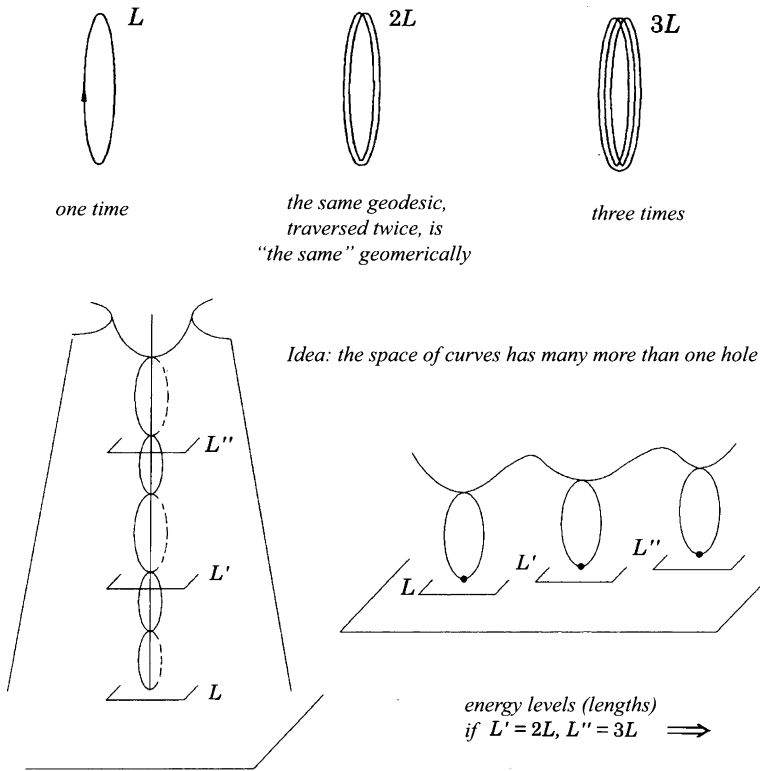 L
2L
3L
one time
the same geodesic,
traversed twice, is
“the same” geomerically
three times
Idea: the space of curves has many more than one hole
L″
L′
L
L
L′
L″
energy levels (lengths)
if L′ = 2L, L″ = 3L ⟹